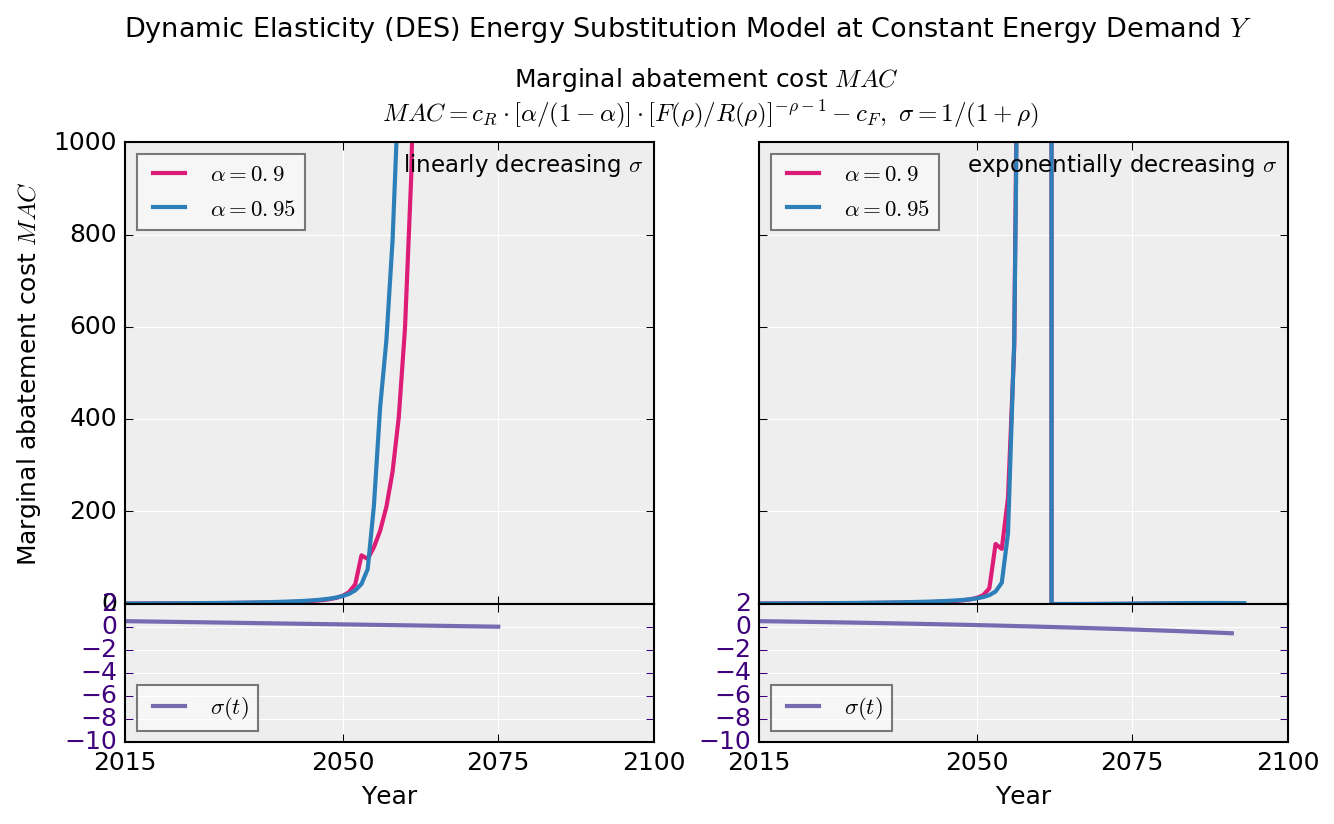 Dynamic Elasticity (DES) Energy Substitution Model at Constant Energy Demand Y
Marginal abatement cost MAC
MAC = c_R · [α/(1 − α)] · [F(ρ)/R(ρ)]^{−ρ−1} − c_F, σ = 1/(1 + ρ)
Marginal abatement cost MAC
1000
800
600
400
200
0
α = 0.9
α = 0.95
linearly decreasing σ
2
0
−2
−4
−6
−8
−10
σ(t)
2015
2050
2075
2100
Year
α = 0.9
α = 0.95
exponentially decreasing σ
2
0
−2
−4
−6
−8
−10
σ(t)
2015
2050
2075
2100
Year